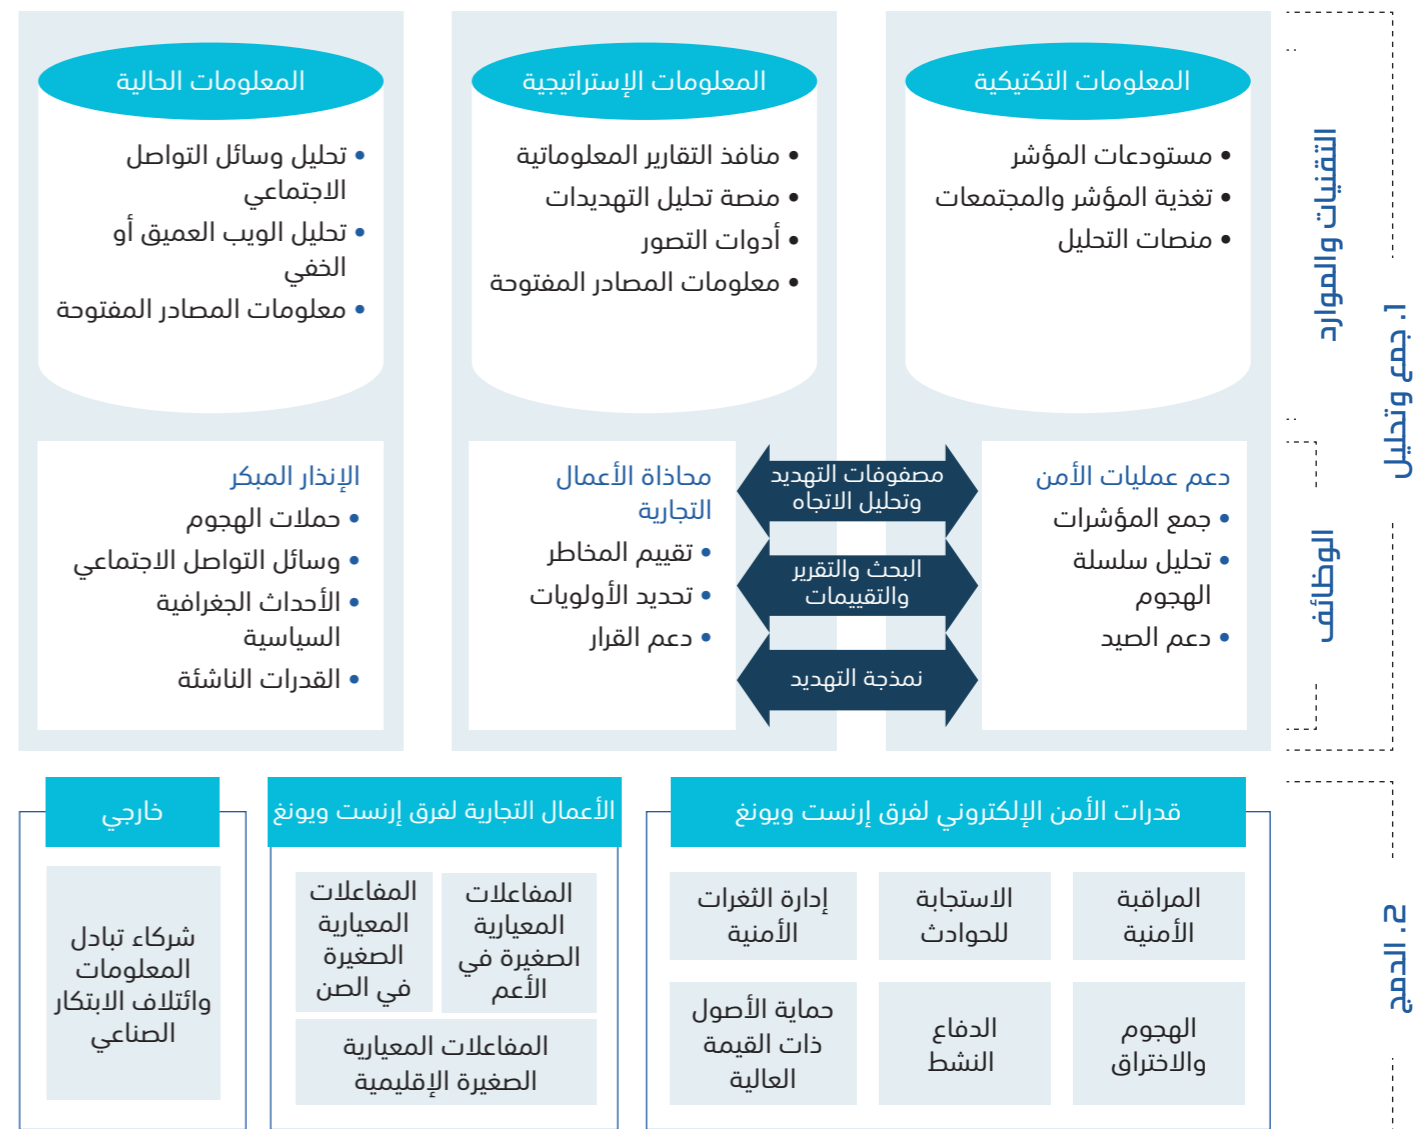 المعلومات التكتيكية
• مستودعات المؤشر
• تغذية المؤشر والمجتمعات
• منصات التحليل
المعلومات الإستراتيجية
• منافذ التقارير المعلوماتية
• منصة تحليل التهديدات
• أدوات التصور
• معلومات المصادر المفتوحة
المعلومات الحالية
• تحليل وسائل التواصل
الاجتماعي
• تحليل الويب العميق أو
الخفي
• معلومات المصادر المفتوحة
التقنيات والموارد
١. جمع وتحليل
دعم عمليات الأمن
• جمع المؤشرات
• تحليل سلسلة
الهجوم
• دعم الصيد
مصفوفات التهديد
وتحليل الاتجاه
البحث والتقرير
والتقييمات
نمذجة التهديد
محاذاة الأعمال
التجارية
• تقييم المخاطر
• تحديد الأولويات
• دعم القرار
الإنذار المبكر
• حملات الهجوم
• وسائل التواصل الاجتماعي
• الأحداث الجغرافية
السياسية
• القدرات الناشئة
الوظائف
قدرات الأمن الإلكتروني لفرق إرنست ويونغ
المراقبة
الأمنية
الاستجابة
للحوادث
إدارة الثغرات
الأمنية
الهجوم
والاختراق
الدفاع
النشط
حماية الأصول
ذات القيمة
العالية
الأعمال التجارية لفرق إرنست ويونغ
المفاعلات
المعيارية
الصغيرة في
الأعم
المفاعلات
المعيارية
الصغيرة
في الصن
المفاعلات المعيارية
الصغيرة الإقليمية
خارجي
شركاء تبادل
المعلومات
وائتلاف الابتكار
الصناعي
٢. الدمج